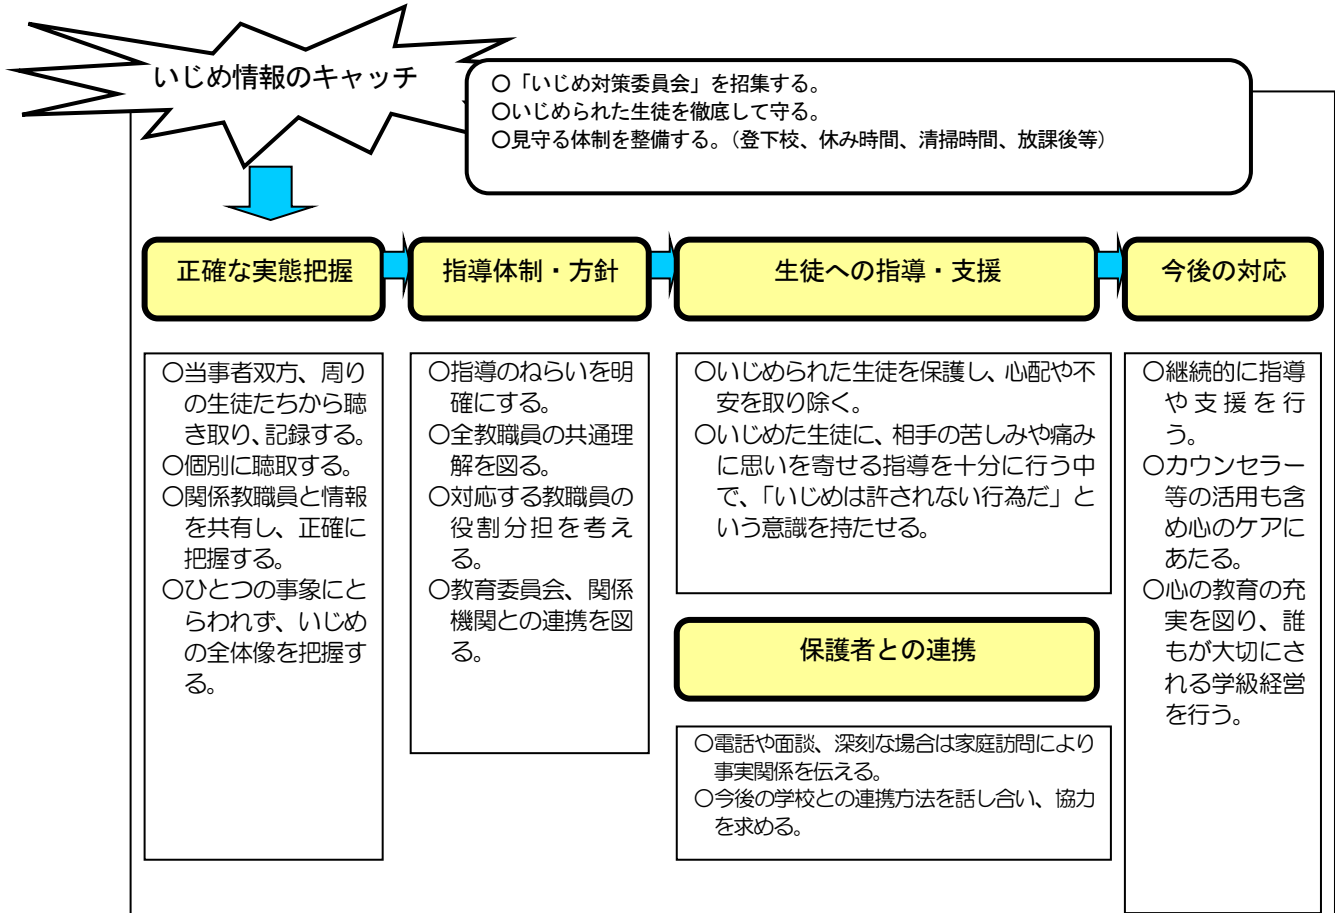 いじめ情報のキャッチ
〇「いじめ対策委員会」を招集する。
〇いじめられた生徒を徹底して守る。
〇見守る体制を整備する。（登下校、休み時間、清掃時間、放課後等）
正確な実態把握
指導体制・方針
生徒への指導・支援
今後の対応
〇当事者双方、周り
の生徒たちから聴
き取り、記録する。
〇個別に聴取する。
〇関係教職員と情報
を共有し、正確に
把握する。
〇ひとつの事象にと
らわれず、いじめ
の全体像を把握す
る。
〇指導のねらいを明
確にする。
〇全教職員の共通理
解を図る。
〇対応する教職員の
役割分担を考え
る。
〇教育委員会、関係
機関との連携を図
る。
〇いじめられた生徒を保護し、心配や不
安を取り除く。
〇いじめた生徒に、相手の苦しみや痛み
に思いを寄せる指導を十分に行う中
で、「いじめは許されない行為だ」と
いう意識を持たせる。
保護者との連携
〇電話や面談、深刻な場合は家庭訪問により
事実関係を伝える。
〇今後の学校との連携方法を話し合い、協力
を求める。
〇継続的に指導
や支援を行
う。
〇カウンセラー
等の活用も含
め心のケアに
あたる。
〇心の教育の充
実を図り、誰
もが大切にさ
れる学級経営
を行う。